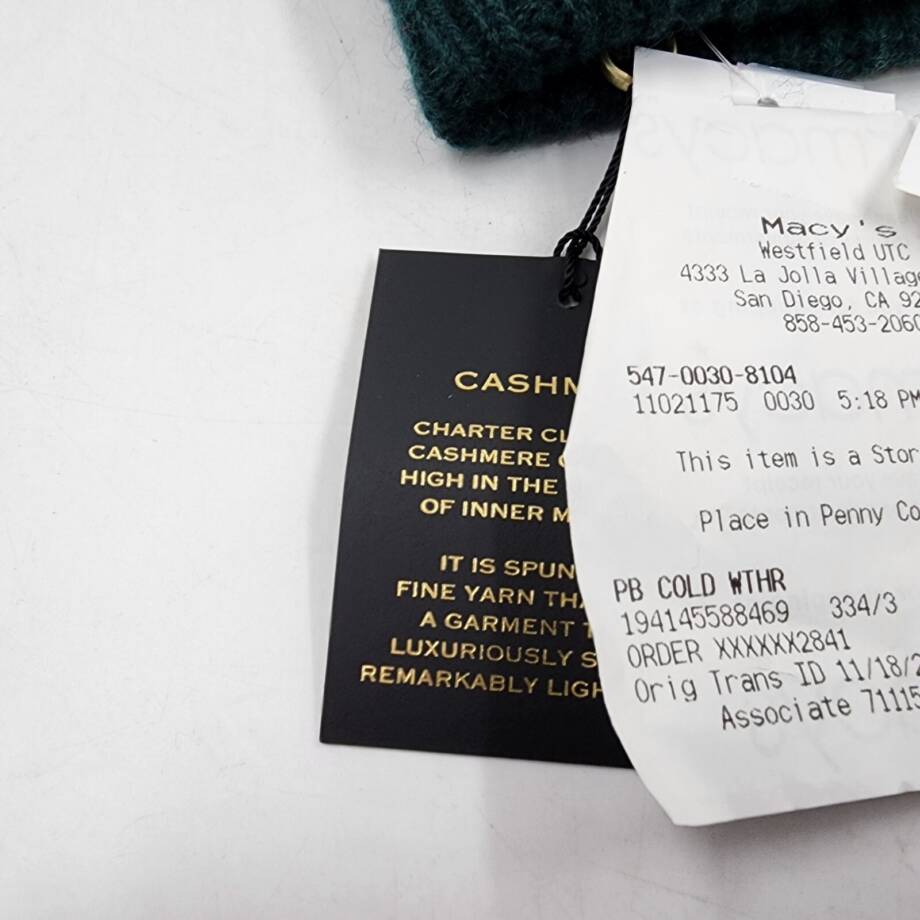 CASHM
CHARTER CL
CASHMERE
HIGH IN THE
OF INNER M
IT IS SPUN
FINE YARN THA
A GARMENT T
LUXURIOUSLY S
REMARKABLY LIGH
Macy's
Westfield UTC
4333 La Jolla Village
San Diego, CA 92
858-453-2060
547-0030-8104
11021175 0030 5:18 PM
This item is a Stor
Place in Penny Co
PB COLD WTHR
194145588469 334/3
ORDER XXXXXX2841
Orig Trans ID 11/18/2
Associate 71115